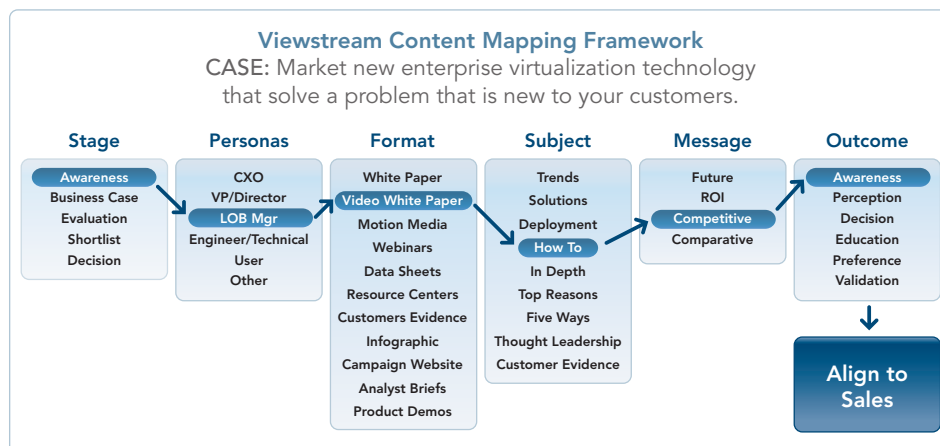 Viewstream Content Mapping Framework
CASE: Market new enterprise virtualization technology
that solve a problem that is new to your customers.
Stage
Awareness
Business Case
Evaluation
Shortlist
Decision
Personas
CXO
VP/Director
LOB Mgr
Engineer/Technical
User
Other
Format
White Paper
Video White Paper
Motion Media
Webinars
Data Sheets
Resource Centers
Customers Evidence
Infographic
Campaign Website
Analyst Briefs
Product Demos
Subject
Trends
Solutions
Deployment
How To
In Depth
Top Reasons
Five Ways
Thought Leadership
Customer Evidence
Message
Future
ROI
Competitive
Comparative
Outcome
Awareness
Perception
Decision
Education
Preference
Validation
Align to
Sales